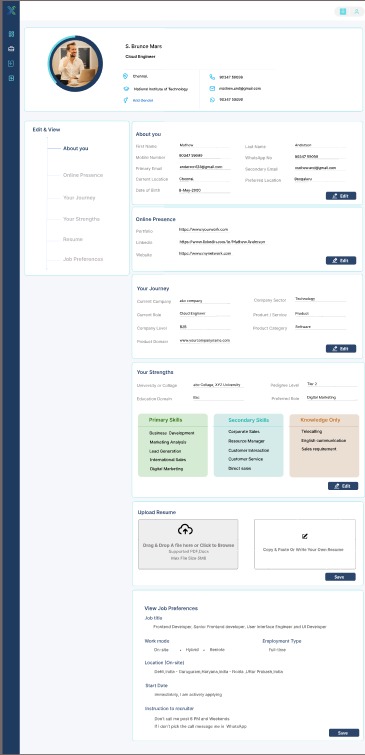 S. Brunce Mars
Cloud Engineer
Chennai,
National Institute of Technology
Add Gender
90347 59058
mathew.and@gmail.com
90347 59058
Edit & View
About you
Online Presence
Your Journey
Your Strengths
Resume
Job Preferences
About you
First Name Mathew
Last Name Anderson
Mobile Number 90347 59049
WhatsApp No 90347 59058
Primary Email anderson123@gmail.com
Secondary Email mathew.and@gmail.com
Current Location Chennai
Preferred Location Bengaluru
Date of Birth 6-May-2000
Edit
Online Presence
Portfolio https://www.yourwork.com
LinkedIn https://www.linkedin.com/in/Mathew.Anderson
Website https://www.mynetwork.com
Edit
Your Journey
Current Company abc company
Company Sector Technology
Current Role Cloud Engineer
Product / Service Product
Company Level B2B
Product Category Software
Product Domain www.yourcompanyname.com
Edit
Your Strengths
University or College abc College, XYV University
Pedigree Level Tier 2
Education Domain Bsc
Preferred Role Digital Marketing
Primary Skills
Business Development
Marketing Analysis
Lead Generation
International Sales
Digital Marketing
Secondary Skills
Corporate Sales
Resource Manager
Customer Interaction
Customer Service
Direct sales
Knowledge Only
Telecalling
English communication
Sales requirement
Edit
Upload Resume
Drag & Drop A file here or Click to Browse
Supported PDF,Docx
Max File Size 5MB
Copy & Paste Or Write Your Own Resume
Save
View Job Preferences
Job title
Frontend Developer, Senior Frontend developer, User Interface Engineer and UI Developer
Work mode
On-site • Hybrid • Remote
Employment Type
Full-time
Location (On-site)
Delhi,India - Gurugram,Haryana,India - Noida, Uttar Pradesh,India
Start Date
Immediately, I am actively applying
Instruction to recruiter
Don't call me post 6 PM and Weekends
If I don't pick the call message me in WhatsApp
Save